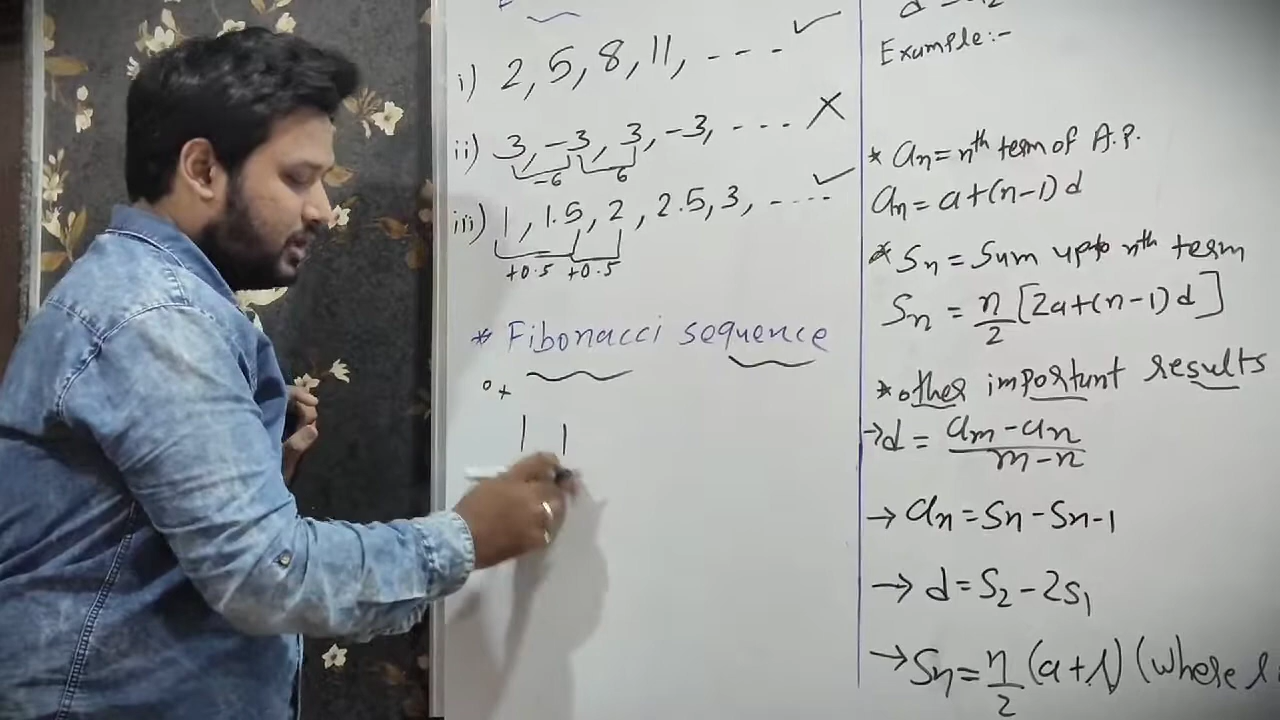 i) 2, 5, 8, 11, - - - . ✓
ii) 3, -3, 3, -3, - - - . ✗
-6 6
iii) 1, 1.5, 2, 2.5, 3, - - - - ✓
+0.5 +0.5
* Fibonacci sequence
0+
1 1
Example:-
* an = nth term of A.P.
an = a+(n-1)d
* Sn = Sum upto nth term
Sn = n/2 [2a+(n-1)d]
* other important results
→ d = am - an / m - n
→ an = Sn - Sn-1
→ d = S2 - 2S1
→ Sn = n/2 (a+l) (where l